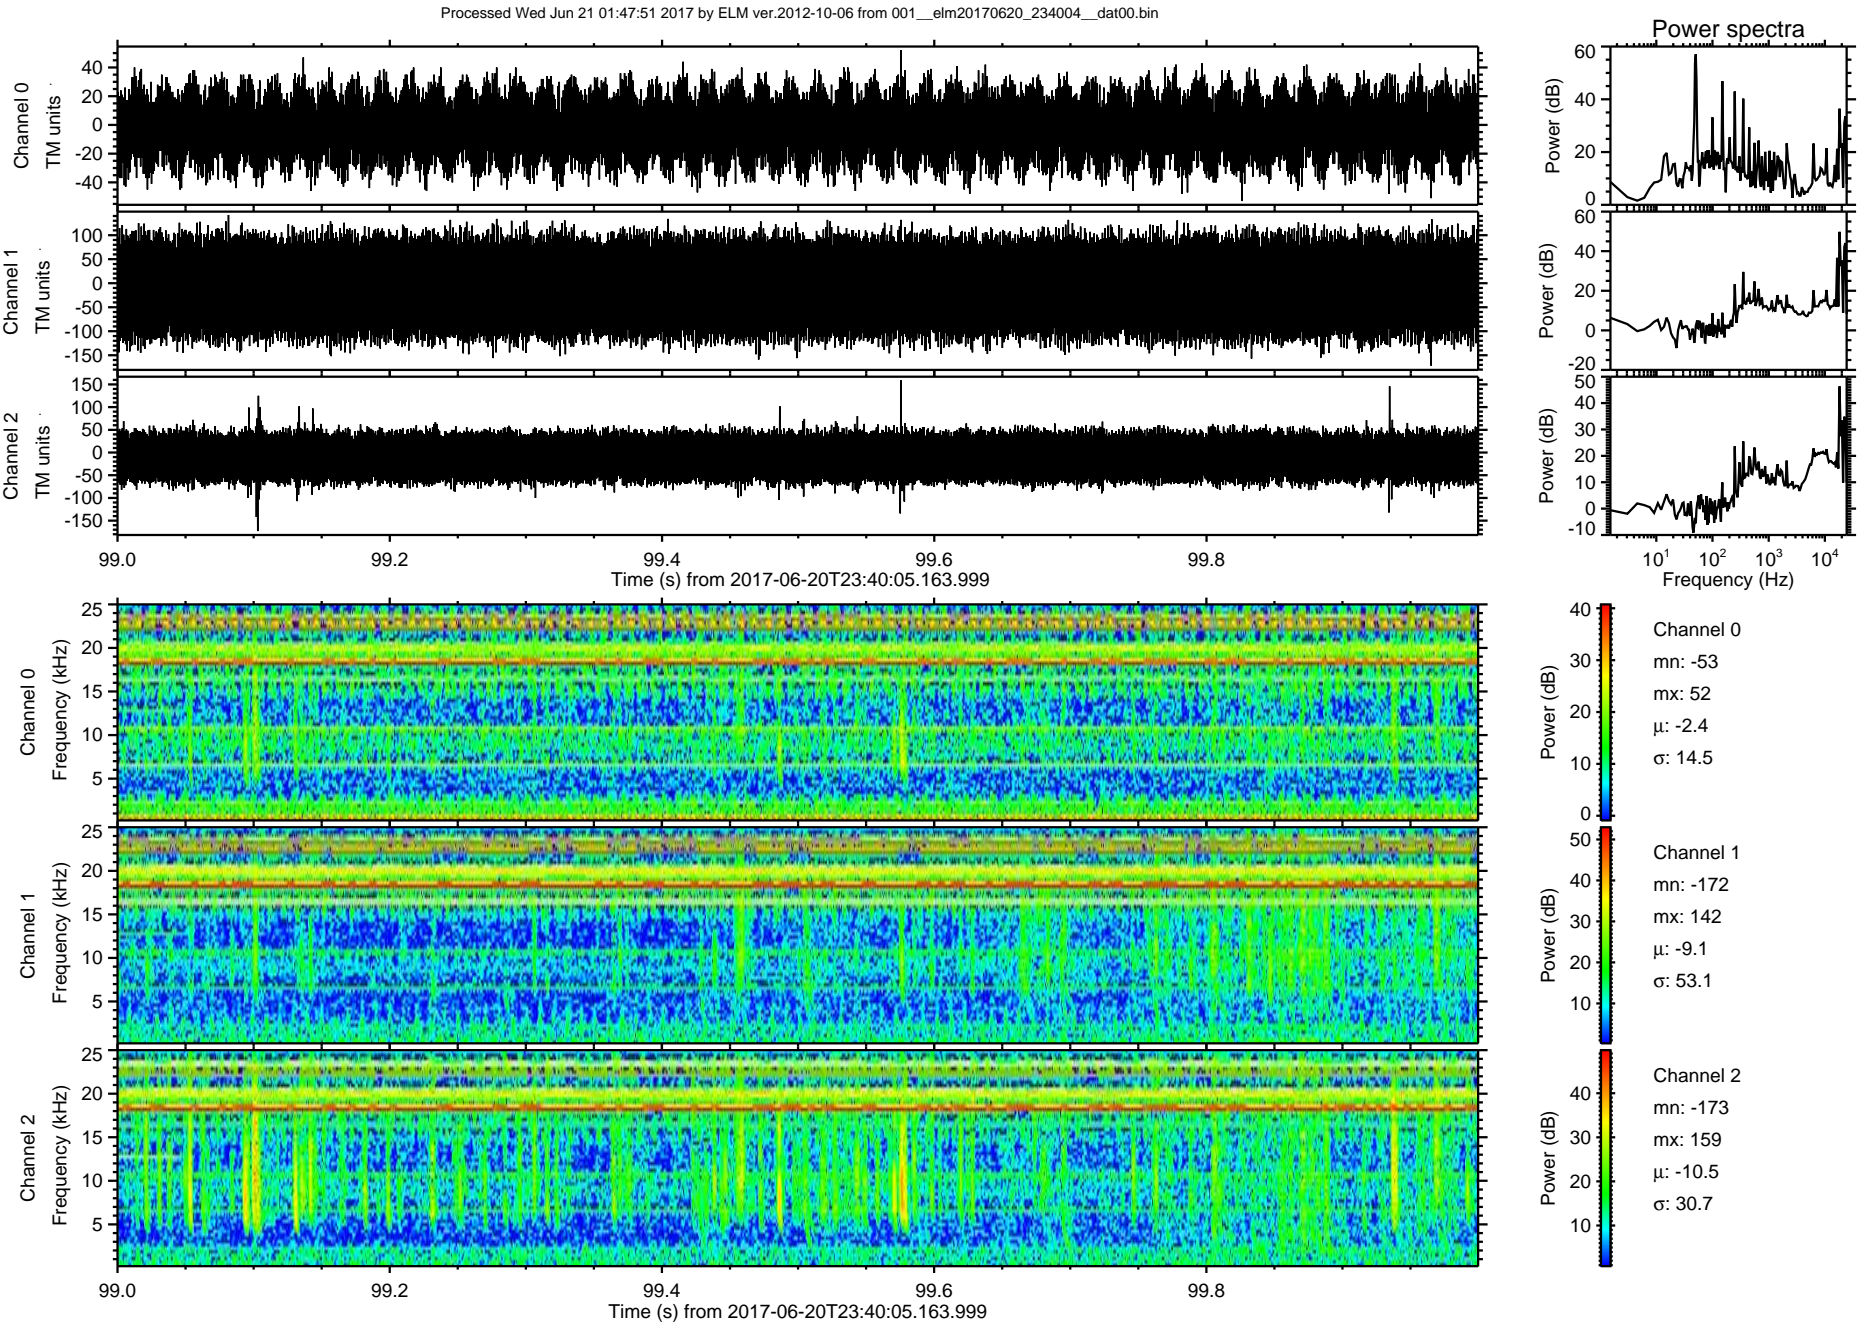 Processed Wed Jun 21 01:47:51 2017 by ELM ver.2012-10-06 from 001__elm20170620_234004__dat00.bin
Power spectra
Channel 0
TM units
40
20
0
-20
-40
Power (dB)
60
40
20
0
Channel 1
TM units
100
50
0
-50
-100
-150
Power (dB)
60
40
20
0
-20
Channel 2
TM units
150
100
50
0
-50
-100
-150
Power (dB)
50
40
30
20
10
0
-10
99.0 99.2 99.4 99.6 99.8
Time (s) from 2017-06-20T23:40:05.163.999
10^1 10^2 10^3 10^4
Frequency (Hz)
Channel 0
Frequency (kHz)
25
20
15
10
5
Power (dB)
40
30
20
10
0
Channel 0
mn: -53
mx: 52
µ: -2.4
σ: 14.5
Channel 1
Frequency (kHz)
25
20
15
10
5
Power (dB)
50
40
30
20
10
Channel 1
mn: -172
mx: 142
µ: -9.1
σ: 53.1
Channel 2
Frequency (kHz)
25
20
15
10
5
Power (dB)
40
30
20
10
Channel 2
mn: -173
mx: 159
µ: -10.5
σ: 30.7
99.0 99.2 99.4 99.6 99.8
Time (s) from 2017-06-20T23:40:05.163.999